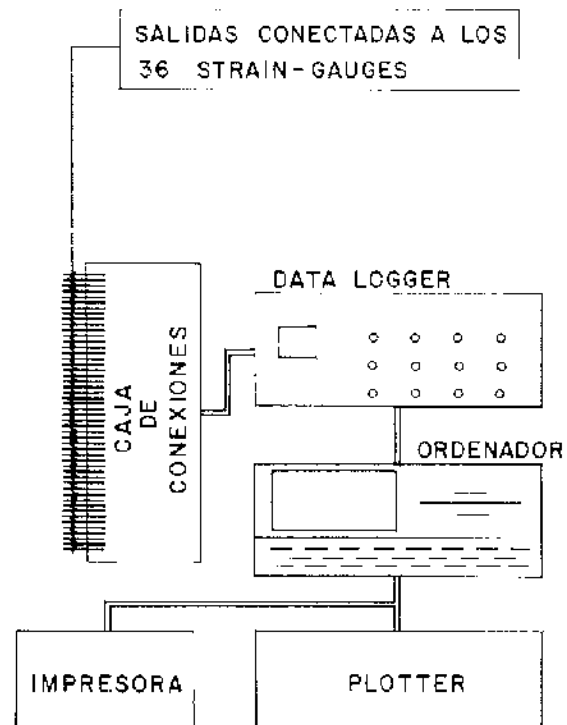 SALIDAS CONECTADAS A LOS
36 STRAIN-GAUGES
DATA LOGGER
CAJA
DE
CONEXIONES
ORDENADOR
IMPRESORA
PLOTTER